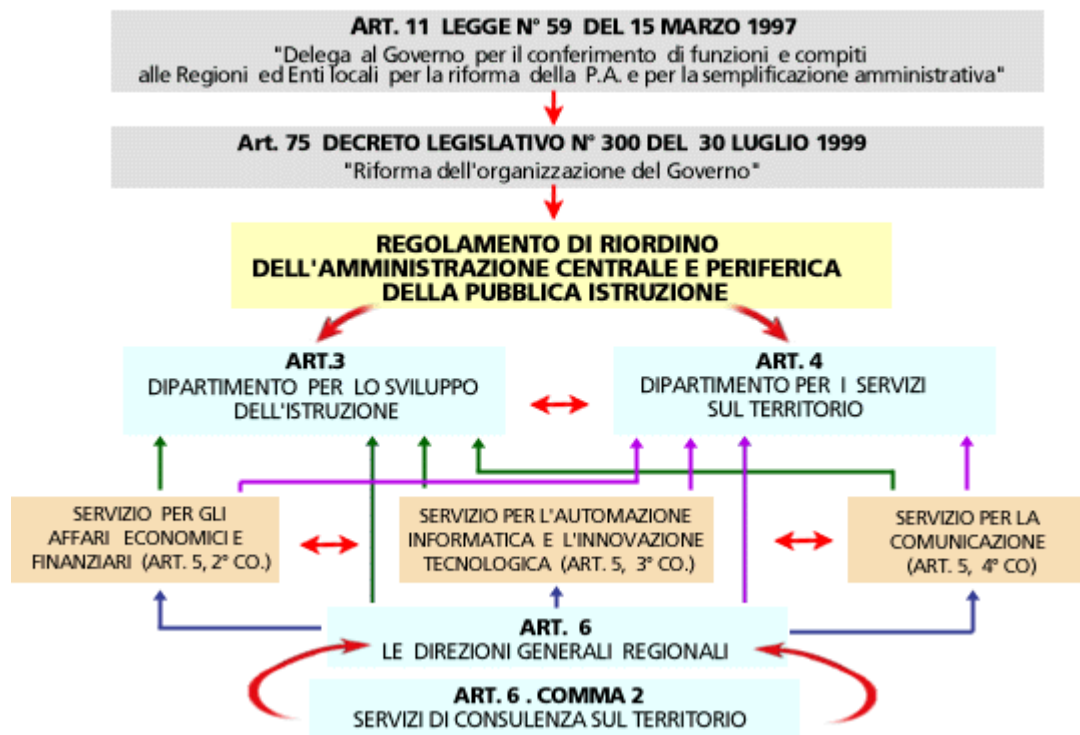 ART. 11 LEGGE N° 59 DEL 15 MARZO 1997
"Delega al Governo per il conferimento di funzioni e compiti
alle Regioni ed Enti locali per la riforma della P.A. e per la semplificazione amministrativa"
Art. 75 DECRETO LEGISLATIVO N° 300 DEL 30 LUGLIO 1999
"Riforma dell'organizzazione del Governo"
REGOLAMENTO DI RIORDINO
DELL'AMMINISTRAZIONE CENTRALE E PERIFERICA
DELLA PUBBLICA ISTRUZIONE
ART.3
DIPARTIMENTO PER LO SVILUPPO
DELL'ISTRUZIONE
ART. 4
DIPARTIMENTO PER I SERVIZI
SUL TERRITORIO
SERVIZIO PER GLI
AFFARI ECONOMICI E
FINANZIARI (ART. 5, 2° CO.)
SERVIZIO PER L'AUTOMAZIONE
INFORMATICA E L'INNOVAZIONE
TECNOLOGICA (ART. 5, 3° CO.)
SERVIZIO PER LA
COMUNICAZIONE
(ART. 5, 4° CO)
ART. 6
LE DIREZIONI GENERALI REGIONALI
ART. 6 . COMMA 2
SERVIZI DI CONSULENZA SUL TERRITORIO